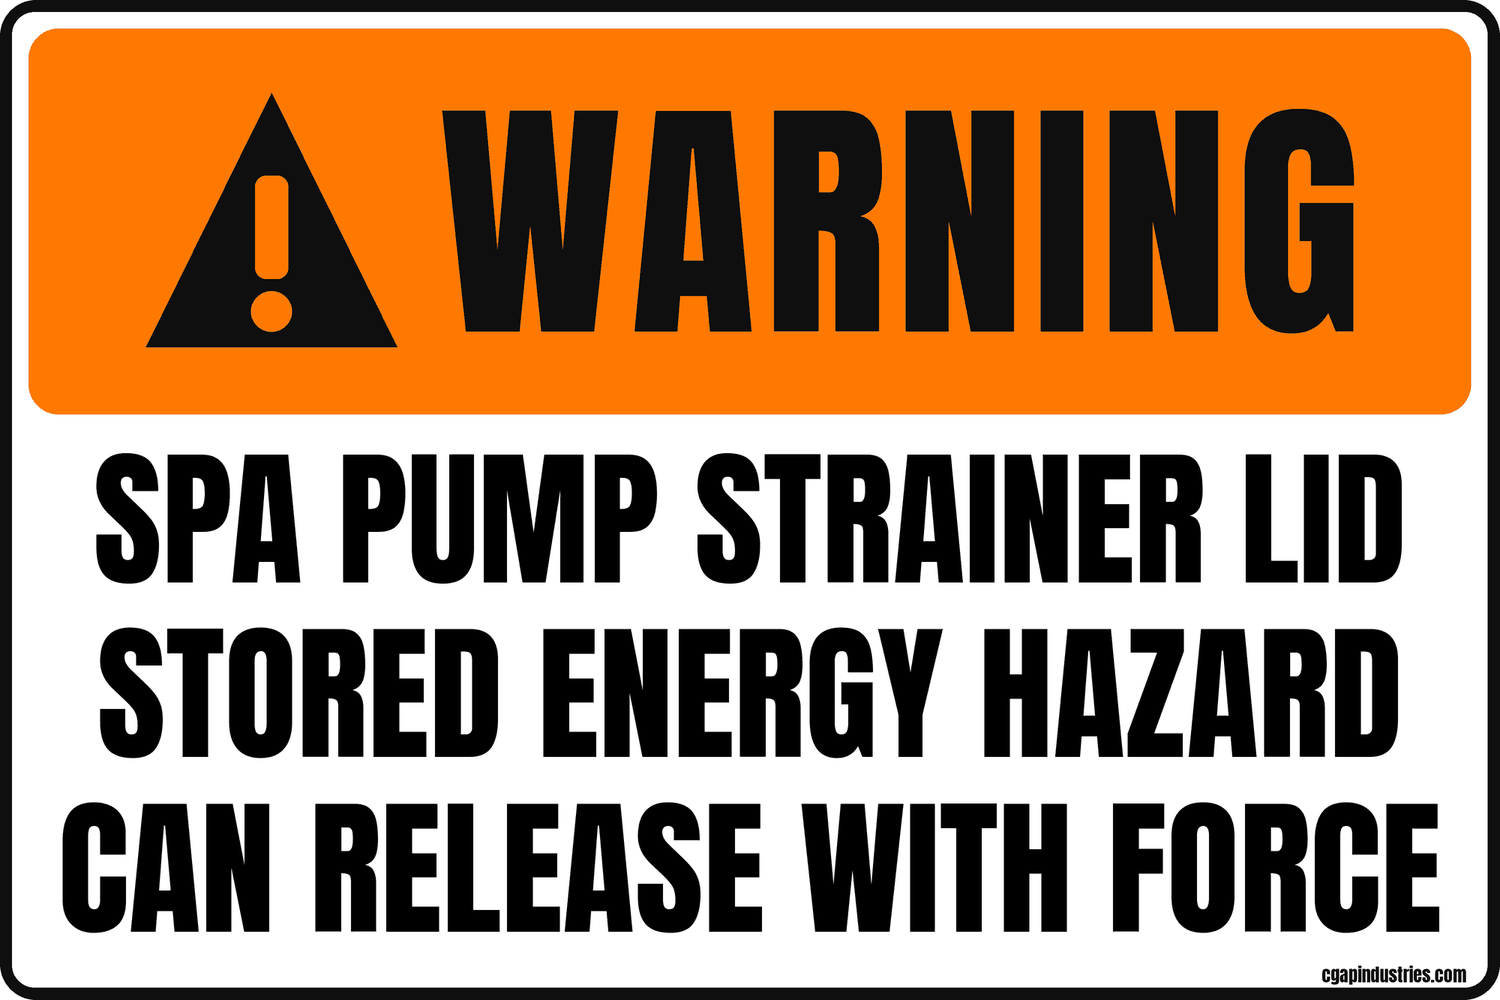 WARNING
SPA PUMP STRAINER LID
STORED ENERGY HAZARD
CAN RELEASE WITH FORCE
cgapindustries.com